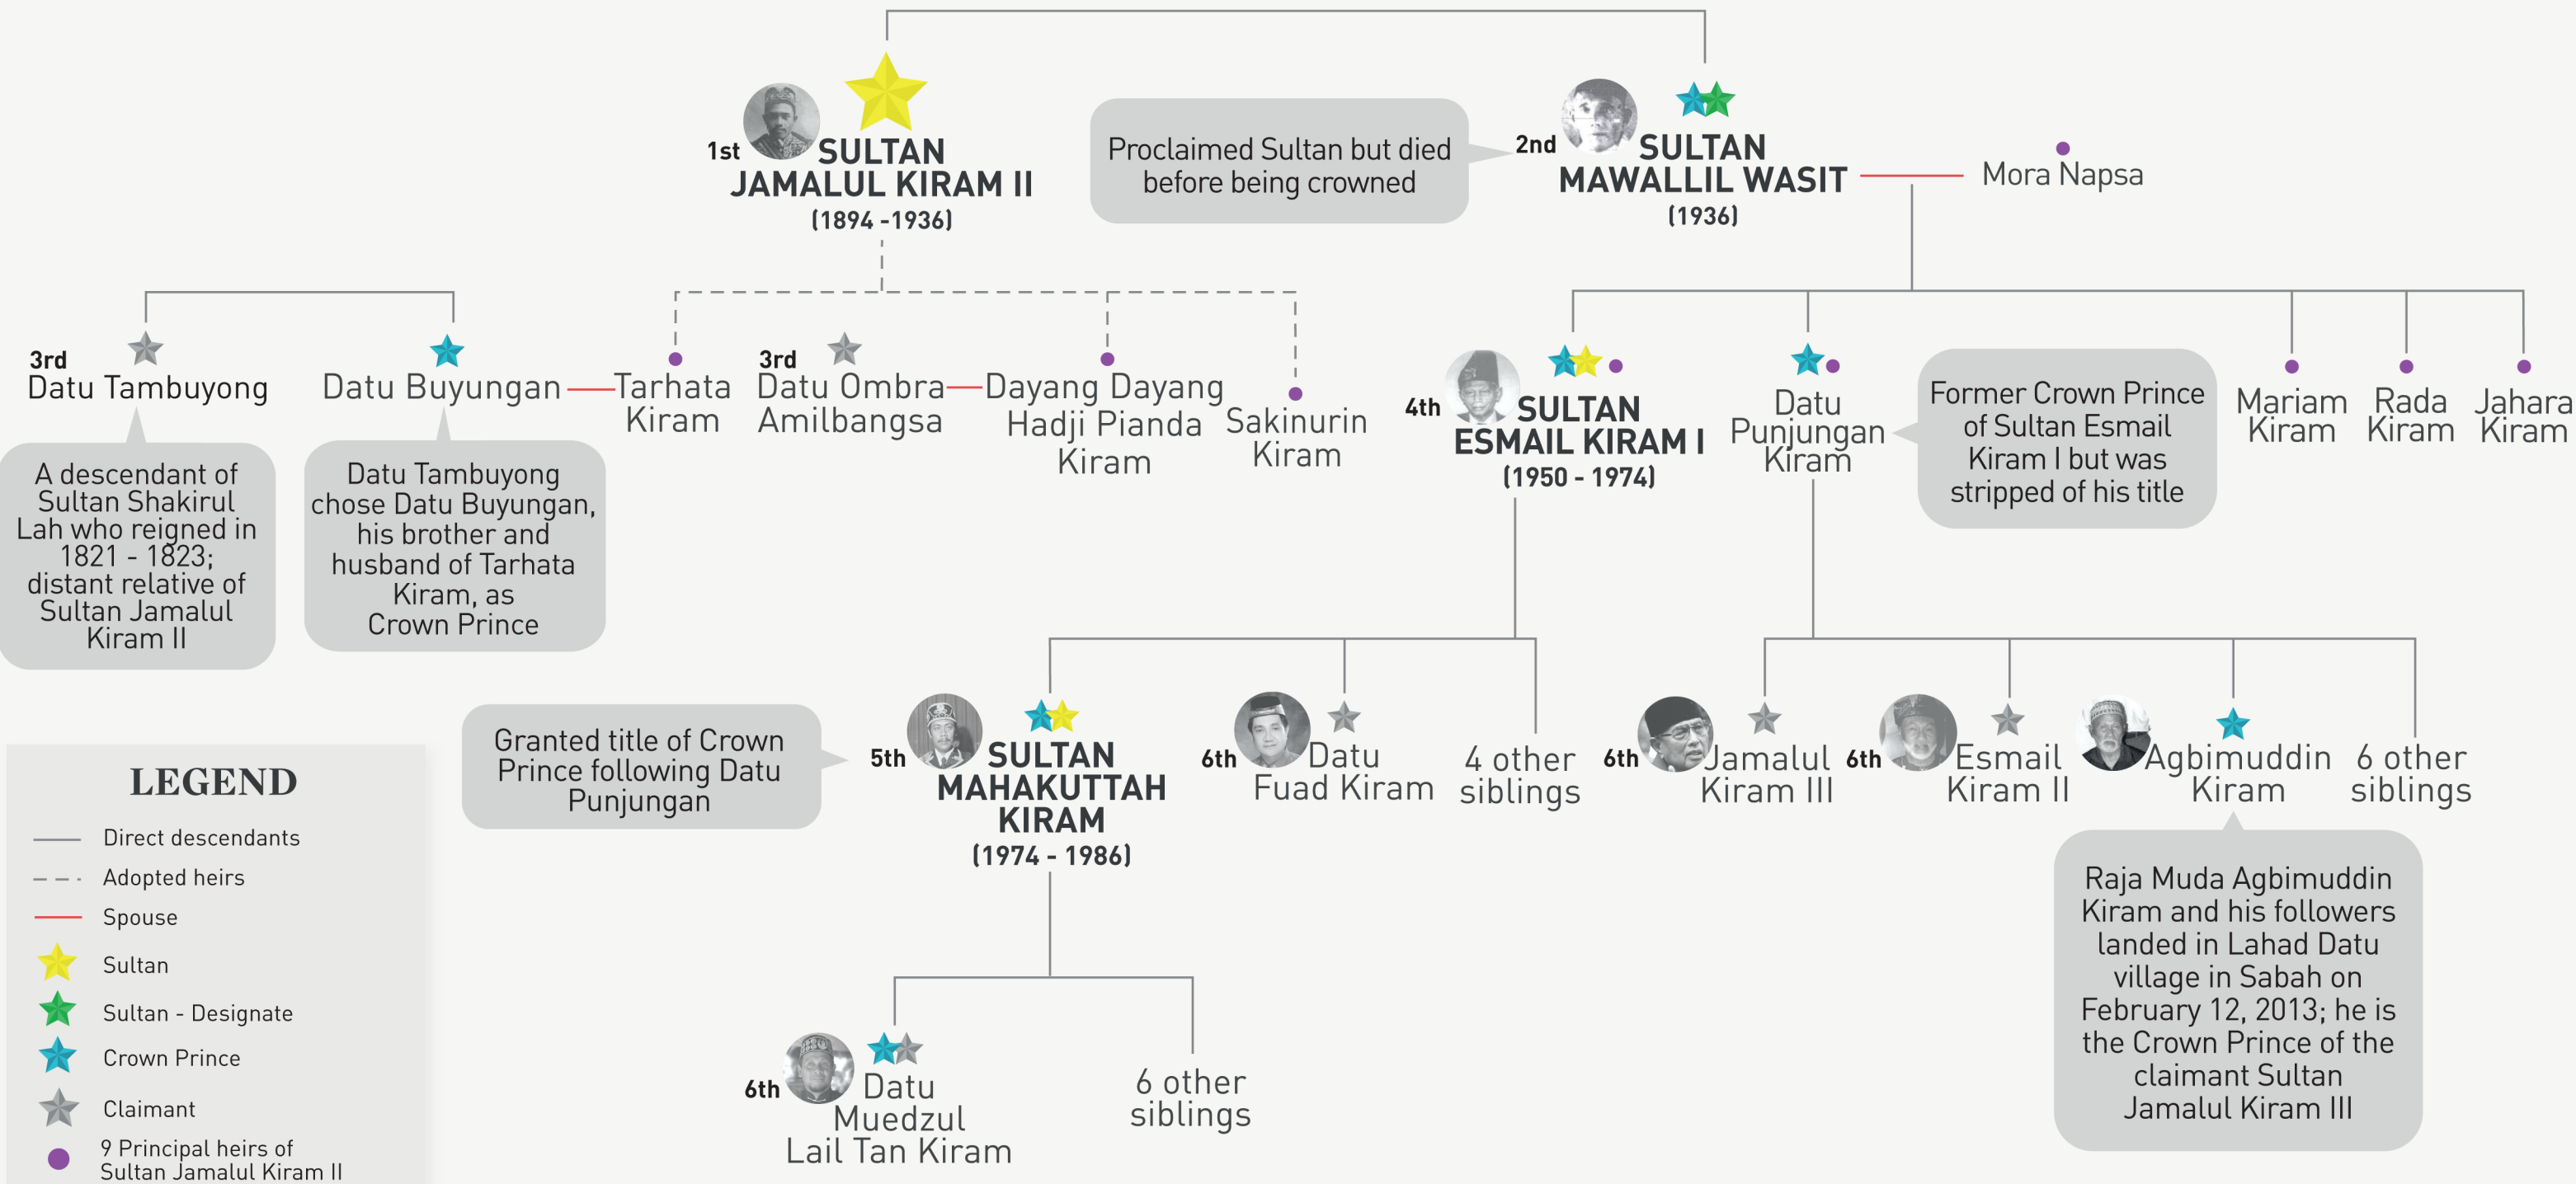 1st
SULTAN
JAMALUL KIRAM II
(1894 -1936)
Proclaimed Sultan but died
before being crowned
2nd
SULTAN
MAWALLIL WASIT
(1936)
Mora Napsa
3rd
Datu Tambuyong
A descendant of
Sultan Shakirul
Lah who reigned in
1821 - 1823;
distant relative of
Sultan Jamalul
Kiram II
Datu Buyungan
Datu Tambuyong
chose Datu Buyungan,
his brother and
husband of Tarhata
Kiram, as
Crown Prince
Tarhata
Kiram
3rd
Datu Ombra
Amilbangsa
Dayang Dayang
Hadji Pianda
Kiram
Sakinurin
Kiram
4th
SULTAN
ESMAIL KIRAM I
(1950 - 1974)
Datu
Punjungan
Kiram
Former Crown Prince
of Sultan Esmail
Kiram I but was
stripped of his title
Mariam
Kiram
Rada
Kiram
Jahara
Kiram
Granted title of Crown
Prince following Datu
Punjungan
5th
SULTAN
MAHAKUTTAH
KIRAM
(1974 - 1986)
6th
Datu
Fuad Kiram
4 other
siblings
6th
Jamalul
Kiram III
6th
Esmail
Kiram II
Agbimuddin
Kiram
6 other
siblings
Raja Muda Agbimuddin
Kiram and his followers
landed in Lahad Datu
village in Sabah on
February 12, 2013; he is
the Crown Prince of the
claimant Sultan
Jamalul Kiram III
6th
Datu
Muedzul
Lail Tan Kiram
6 other
siblings
LEGEND
Direct descendants
Adopted heirs
Spouse
Sultan
Sultan - Designate
Crown Prince
Claimant
9 Principal heirs of
Sultan Jamalul Kiram II